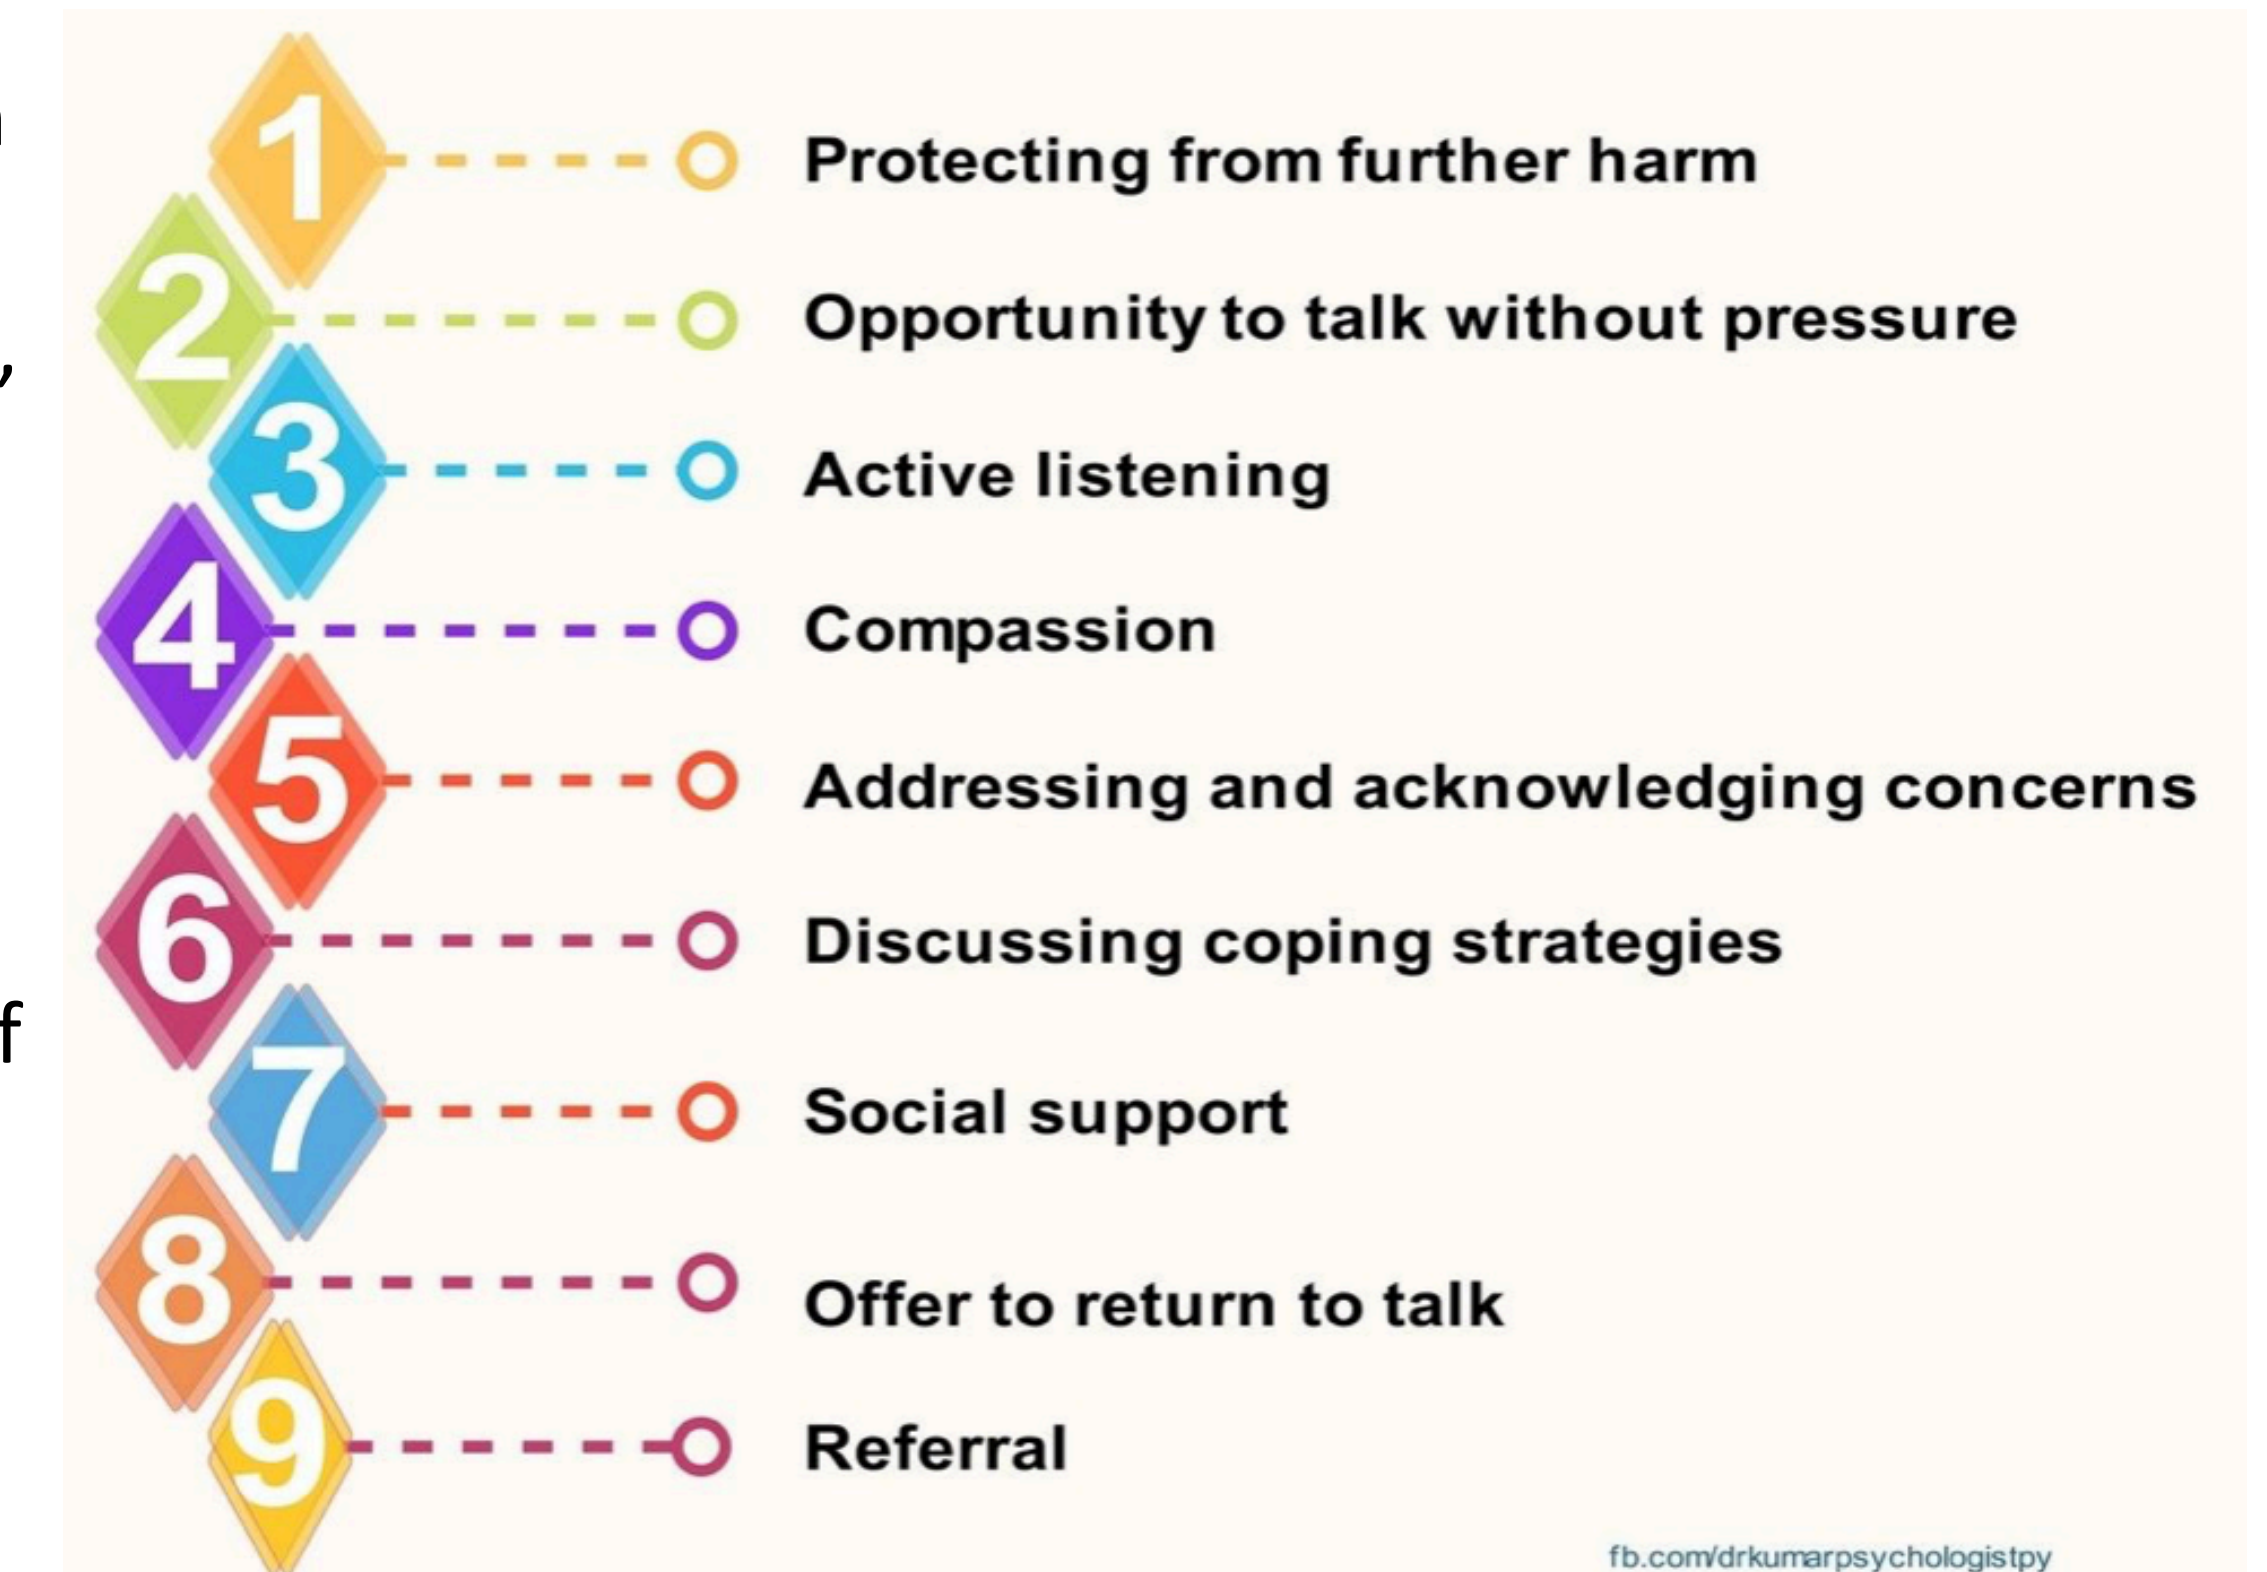 1 Protecting from further harm
2 Opportunity to talk without pressure
,
3 Active listening
4 Compassion
5 Addressing and acknowledging concerns
6 Discussing coping strategies
f
7 Social support
8 Offer to return to talk
9 Referral
fb.com/drkumarpsychologistpy